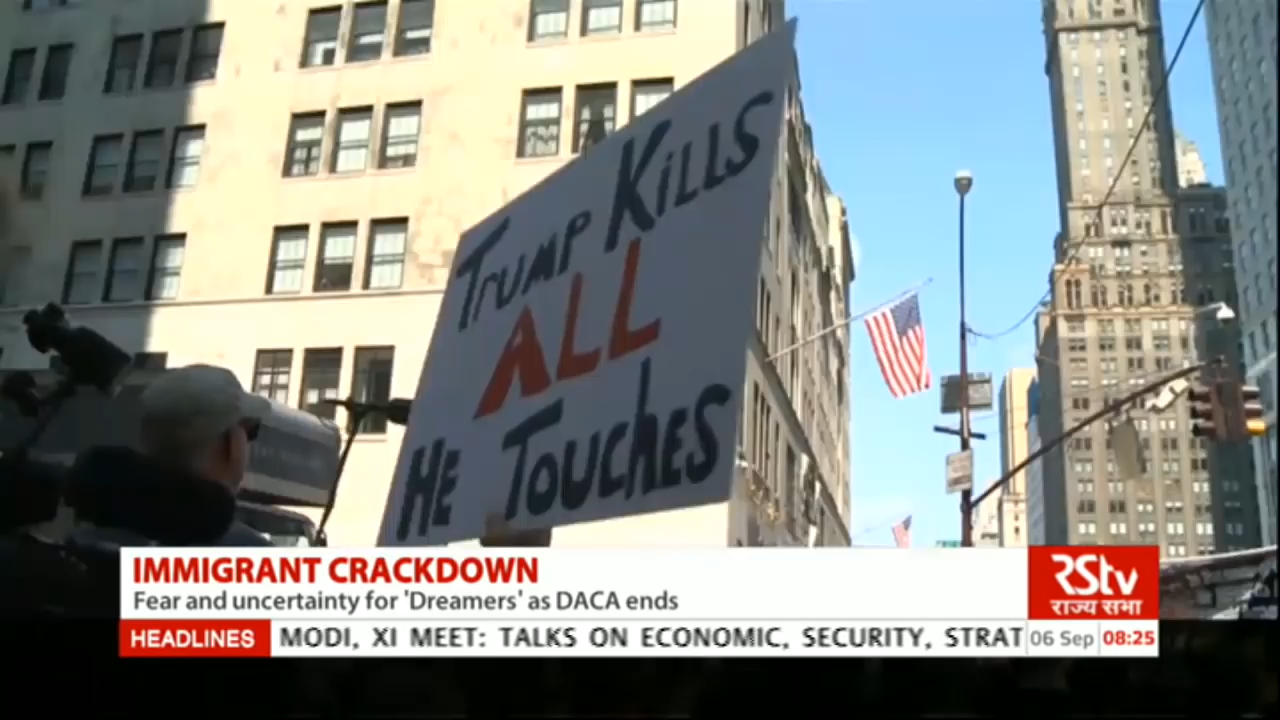 TRUMP KILLS
ALL
HE TOUCHES
IMMIGRANT CRACKDOWN
Fear and uncertainty for 'Dreamers' as DACA ends
RStv
राज्य सभा
HEADLINES
MODI, XI MEET: TALKS ON ECONOMIC, SECURITY, STRAT
06 Sep
08:25